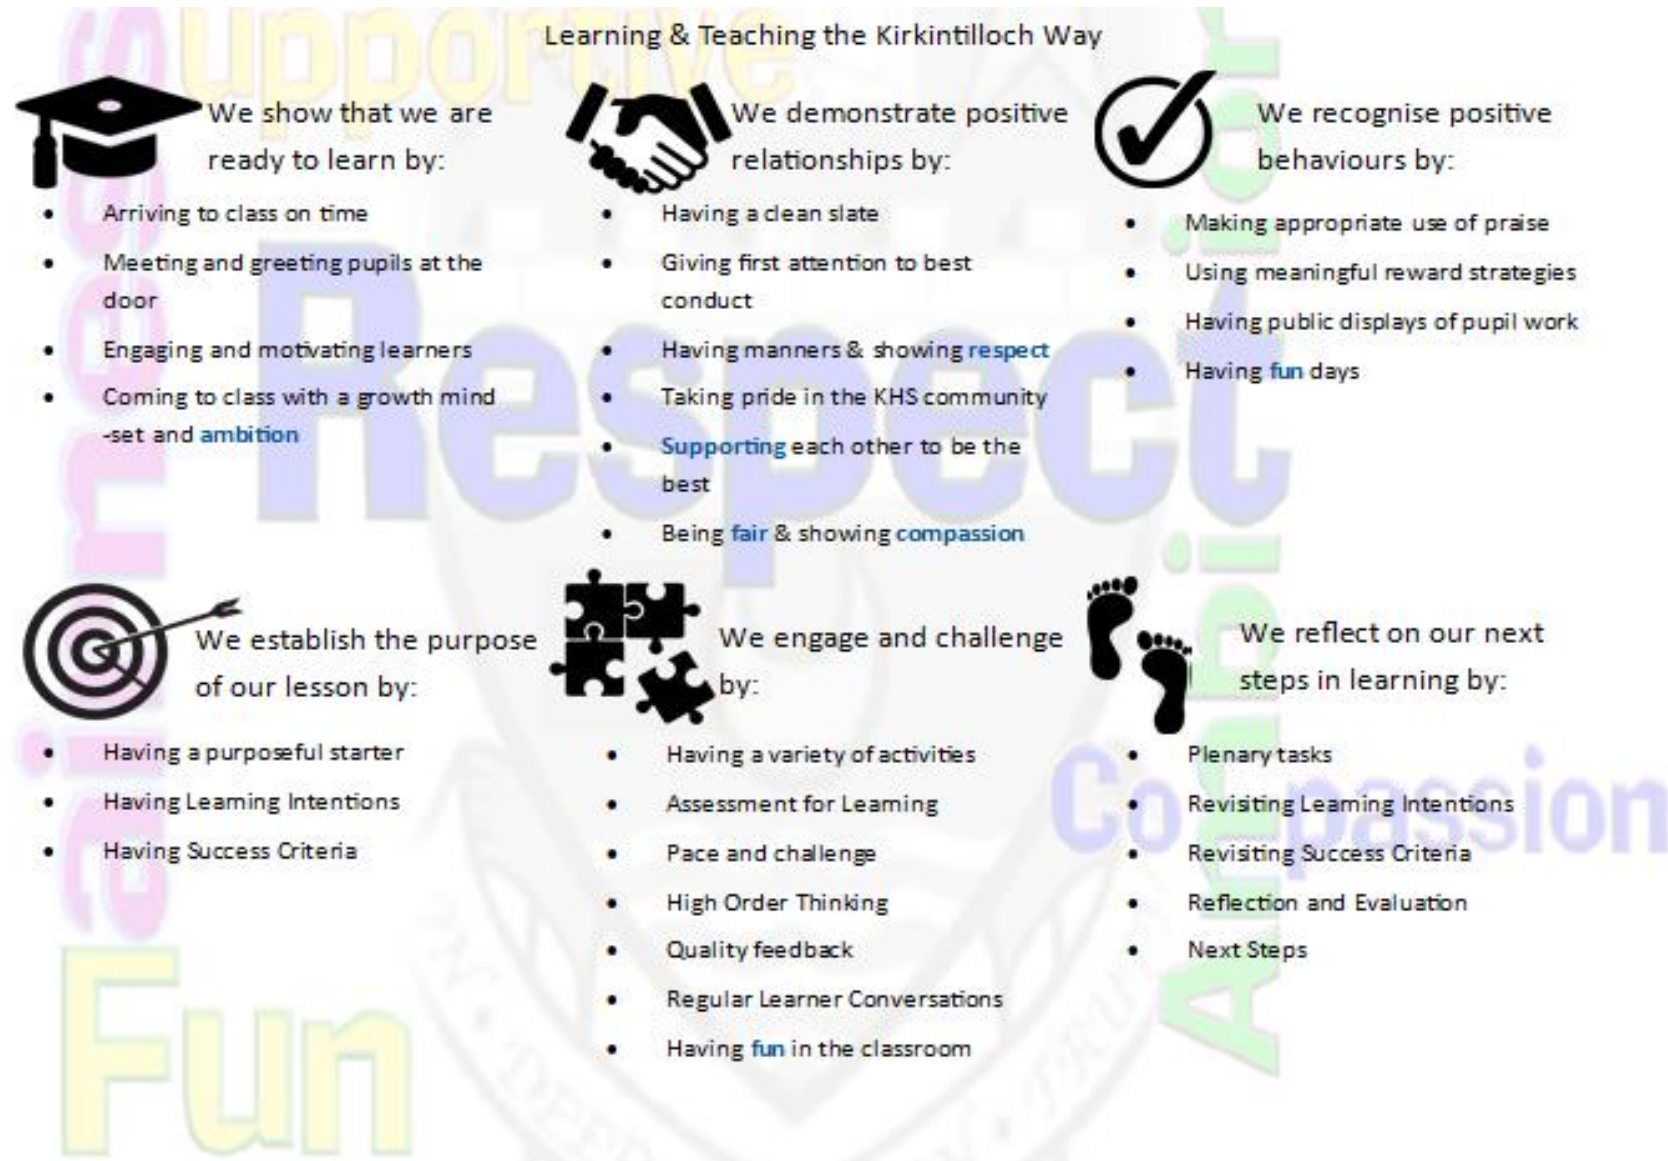 Learning & Teaching the Kirkintilloch Way
We show that we are
ready to learn by:
• Arriving to class on time
• Meeting and greeting pupils at the
door
• Engaging and motivating learners
• Coming to class with a growth mind
-set and ambition
We demonstrate positive
relationships by:
• Having a clean slate
• Giving first attention to best
conduct
• Having manners & showing respect
• Taking pride in the KHS community
• Supporting each other to be the
best
• Being fair & showing compassion
We recognise positive
behaviours by:
• Making appropriate use of praise
• Using meaningful reward strategies
• Having public displays of pupil work
• Having fun days
We establish the purpose
of our lesson by:
• Having a purposeful starter
• Having Learning Intentions
• Having Success Criteria
We engage and challenge
by:
• Having a variety of activities
• Assessment for Learning
• Pace and challenge
• High Order Thinking
• Quality feedback
• Regular Learner Conversations
• Having fun in the classroom
We reflect on our next
steps in learning by:
• Plenary tasks
• Revisiting Learning Intentions
• Revisiting Success Criteria
• Reflection and Evaluation
• Next Steps
Supportive
Respect
Compassion
Fun